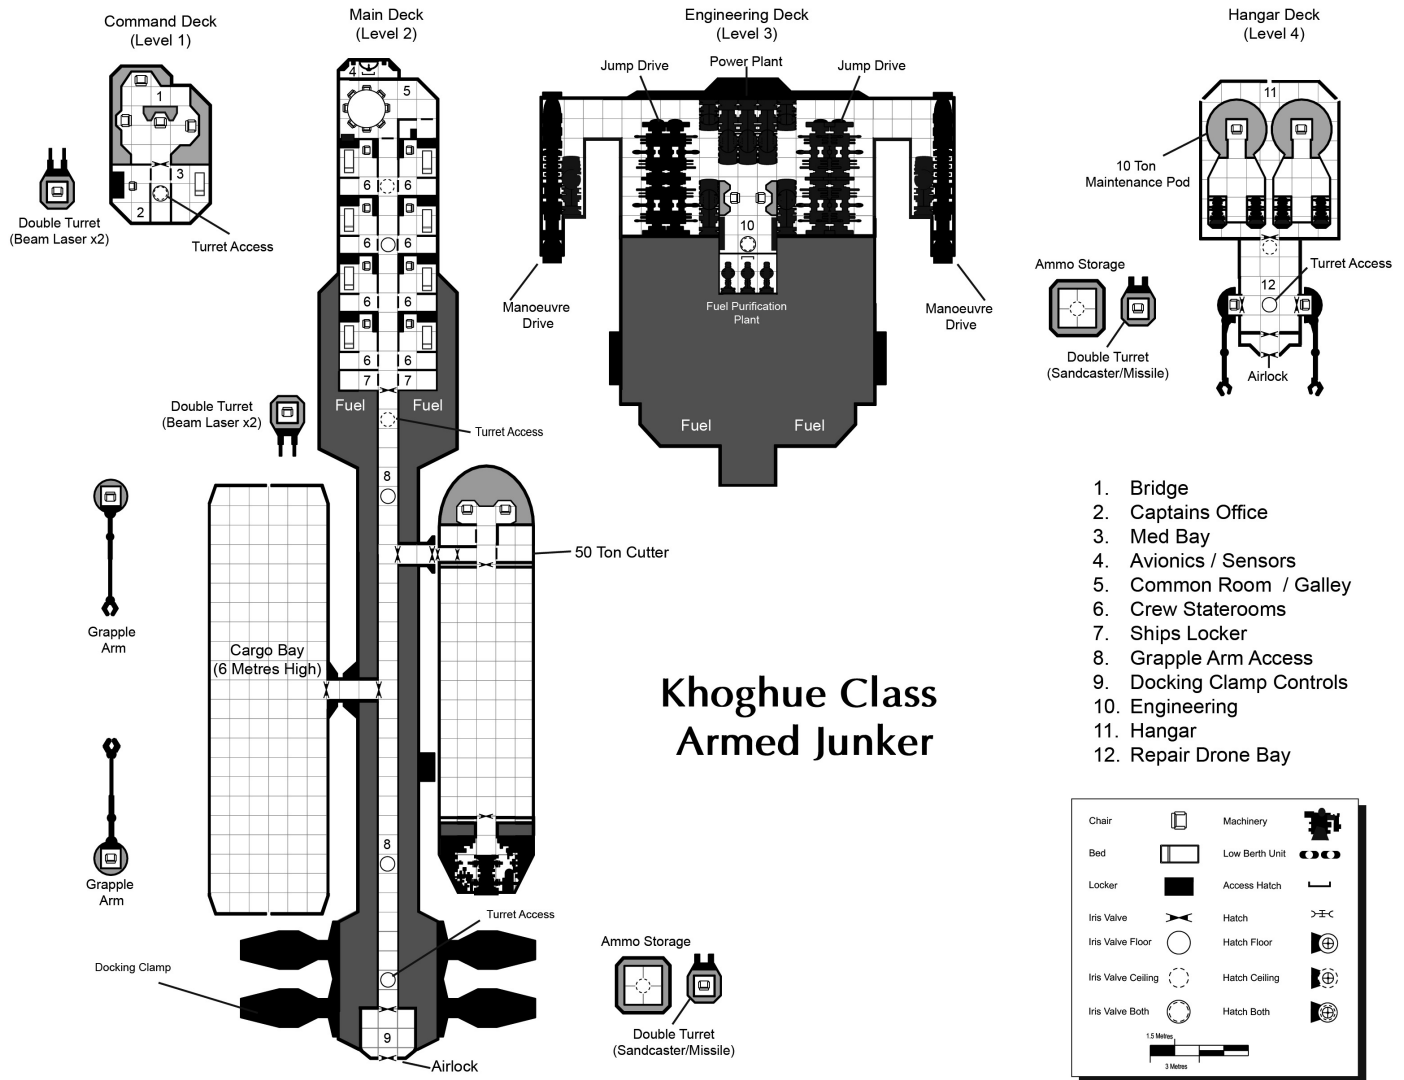 Command Deck
(Level 1)
Main Deck
(Level 2)
Engineering Deck
(Level 3)
Hangar Deck
(Level 4)
1
3
2
Double Turret
(Beam Laser x2)
Turret Access
4
5
6 6
6 6
6 6
6 6
7 7
Fuel Fuel
Double Turret
(Beam Laser x2)
Turret Access
8
Grapple
Arm
50 Ton Cutter
Cargo Bay
(6 Metres High)
8
Grapple
Arm
Turret Access
Docking Clamp
9
Airlock
Ammo Storage
Double Turret
(Sandcaster/Missile)
Jump Drive
Power Plant
Jump Drive
10
Fuel Purification
Plant
Manoeuvre
Drive
Manoeuvre
Drive
Fuel Fuel
11
10 Ton
Maintenance Pod
Ammo Storage
Turret Access
12
Double Turret
(Sandcaster/Missile)
Airlock
Khoghue Class
Armed Junker
1. Bridge
2. Captains Office
3. Med Bay
4. Avionics / Sensors
5. Common Room / Galley
6. Crew Staterooms
7. Ships Locker
8. Grapple Arm Access
9. Docking Clamp Controls
10. Engineering
11. Hangar
12. Repair Drone Bay
Chair Machinery
Bed Low Berth Unit
Locker Access Hatch
Iris Valve Hatch
Iris Valve Floor Hatch Floor
Iris Valve Ceiling Hatch Ceiling
Iris Valve Both Hatch Both
1.5 Metres
3 Metres